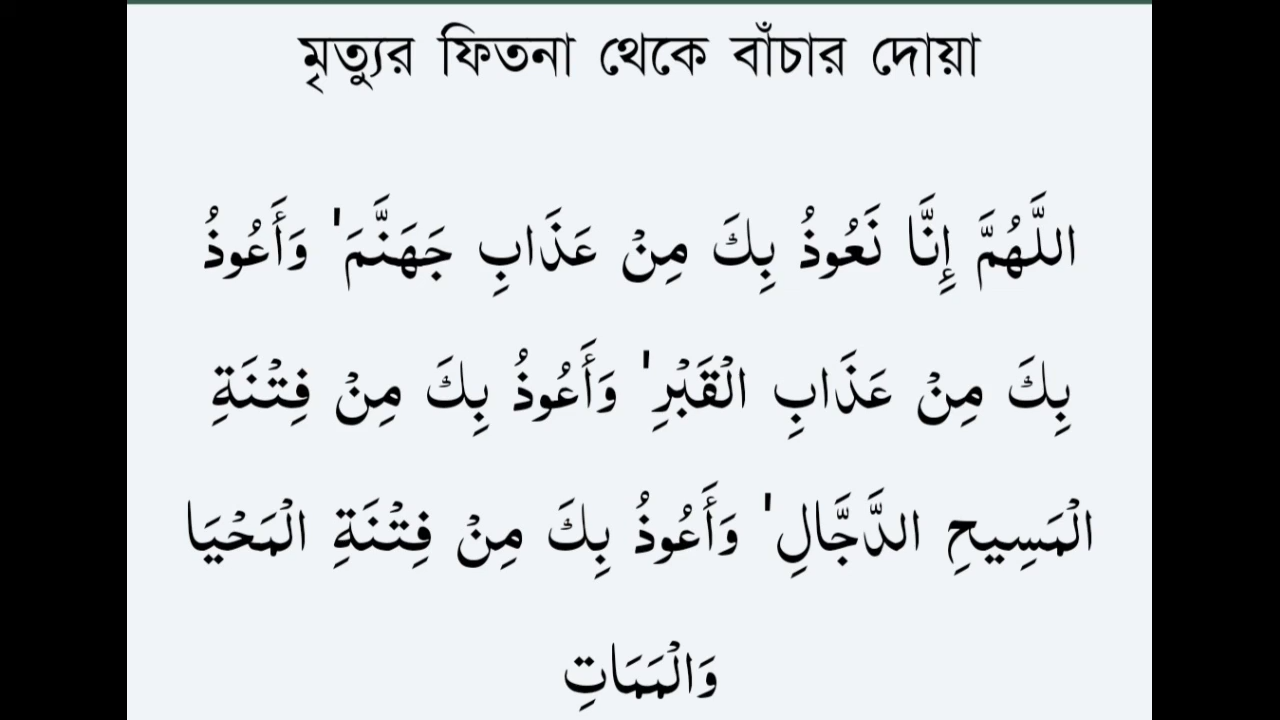 মৃত্যুর ফিতনা থেকে বাঁচার দোয়া
اللَّهُمَّ إِنَّا نَعُوذُ بِكَ مِنْ عَذَابِ جَهَنَّمَ ' وَأَعُوذُ
بِكَ مِنْ عَذَابِ الْقَبْرِ ' وَأَعُوذُ بِكَ مِنْ فِتْنَةِ
الْمَسِيحِ الدَّجَّالِ ' وَأَعُوذُ بِكَ مِنْ فِتْنَةِ الْمَحْيَا
وَالْمَمَاتِ